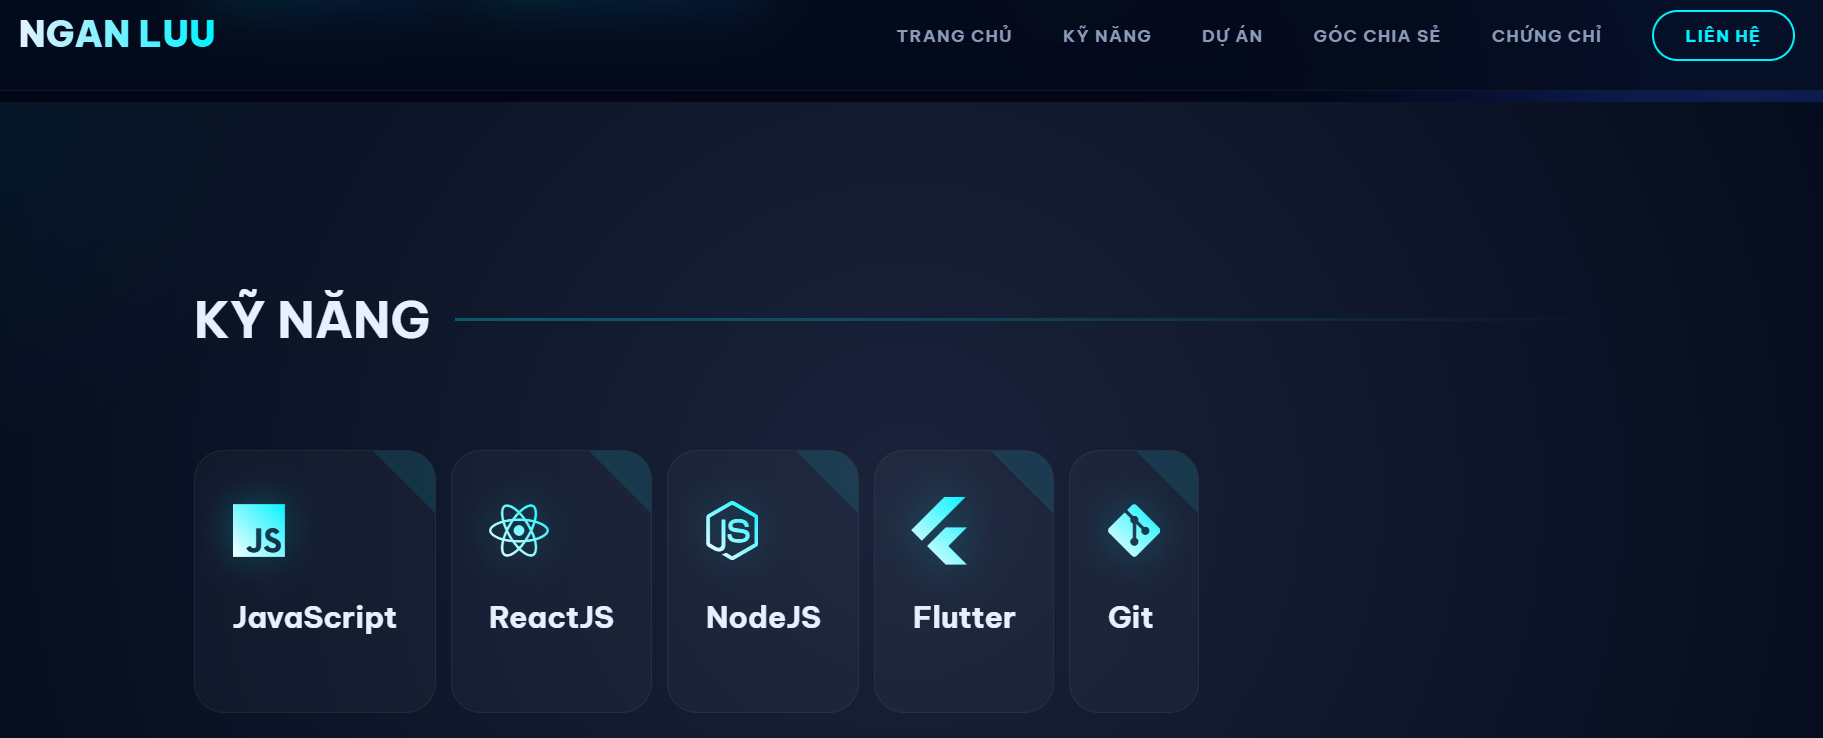 NGAN LUU
TRANG CHỦ KỸ NĂNG DỰ ÁN GÓC CHIA SẺ CHỨNG CHỈ LIÊN HỆ
KỸ NĂNG
JS JS
JavaScript ReactJS NodeJS Flutter Git